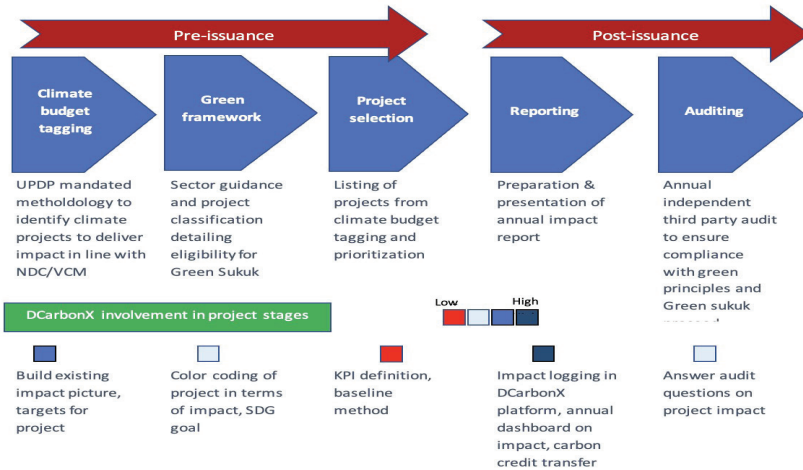 Pre-issuance
Post-issuance
Climate
budget
tagging
Green
framework
Project
selection
Reporting
Auditing
UPDP mandated
metholdology to
identify climate
projects to deliver
impact in line with
NDC/VCM
Sector guidance
and project
classification
detailing
eligibility for
Green Sukuk
Listing of
projects from
climate budget
tagging and
prioritization
Preparation &
presentation of
annual impact
report
Annual
independent
third party audit
to ensure
compliance
with green
principles and
Green sukuk
DCarbonX involvement in project stages
Low
High
Build existing
impact picture,
targets for
project
Color coding of
project in terms
of impact, SDG
goal
KPI definition,
baseline
method
Impact logging in
DCarbonX
platform, annual
dashboard on
impact, carbon
credit transfer
Answer audit
questions on
project impact